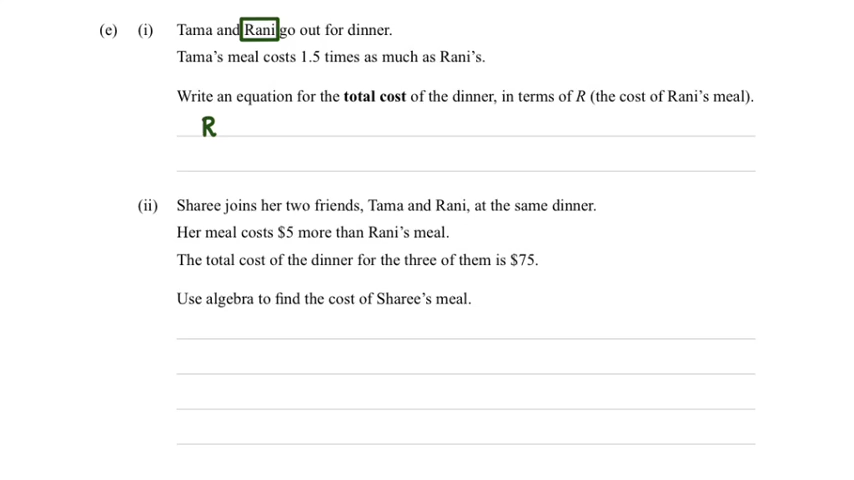 (e) (i) Tama and Rani go out for dinner.
Tama's meal costs 1.5 times as much as Rani's.
Write an equation for the total cost of the dinner, in terms of R (the cost of Rani's meal).
R
(ii) Sharee joins her two friends, Tama and Rani, at the same dinner.
Her meal costs $5 more than Rani's meal.
The total cost of the dinner for the three of them is $75.
Use algebra to find the cost of Sharee's meal.